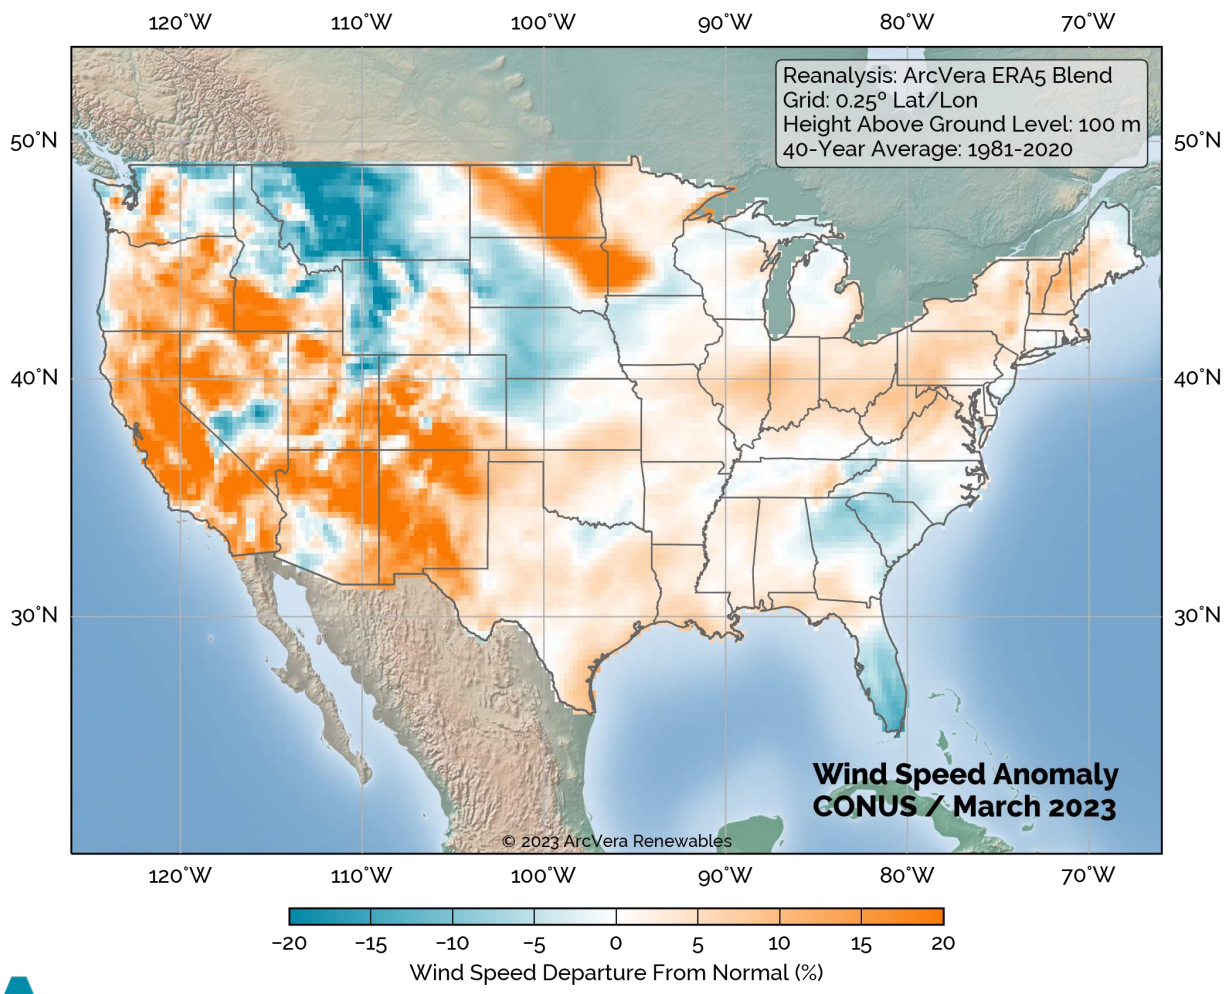 120°W 110°W 100°W 90°W 80°W 70°W
Reanalysis: ArcVera ERA5 Blend
Grid: 0.25º Lat/Lon
Height Above Ground Level: 100 m
40-Year Average: 1981-2020
50°N 50°N
40°N 40°N
30°N 30°N
Wind Speed Anomaly
CONUS / March 2023
© 2023 ArcVera Renewables
120°W 110°W 100°W 90°W 80°W 70°W
−20 −15 −10 −5 0 5 10 15 20
Wind Speed Departure From Normal (%)